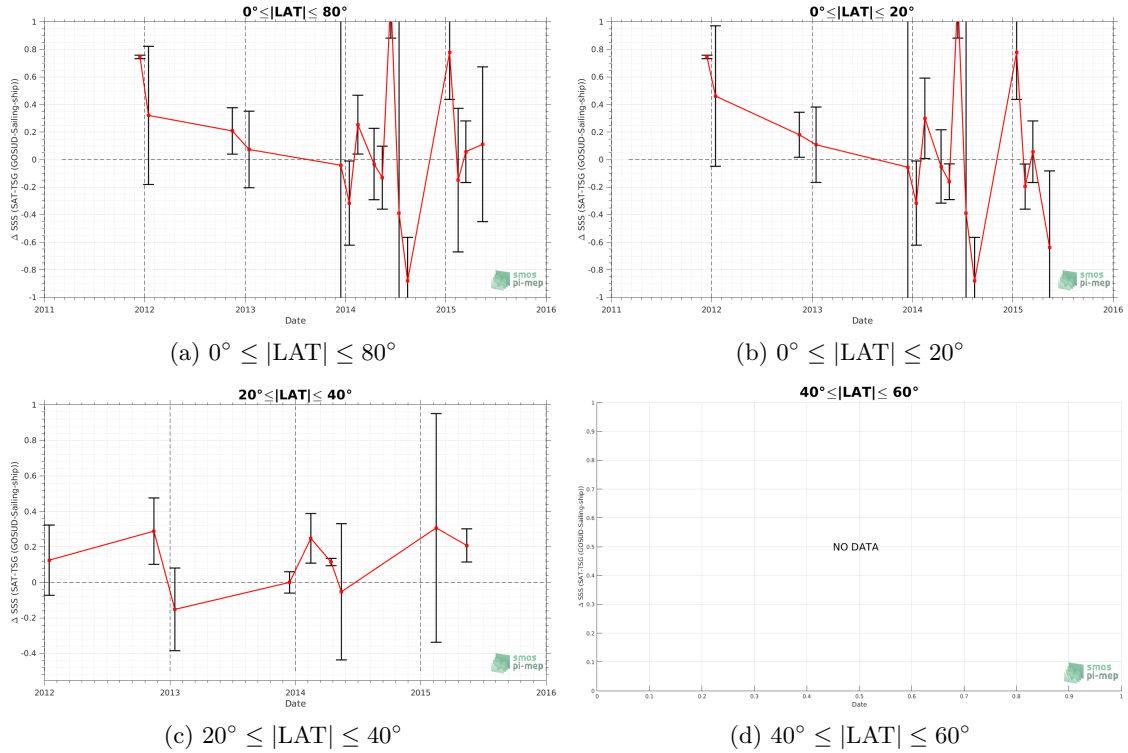 0°≤|LAT|≤ 80°
Δ SSS (SAT-TSG (GOSUD-Sailing-ship))
1
0.8
0.6
0.4
0.2
0
-0.2
-0.4
-0.6
-0.8
-1
2011 2012 2013 2014 2015 2016
Date
smos
pi-mep
(a) 0° ≤ |LAT| ≤ 80°
0°≤|LAT|≤ 20°
Δ SSS (SAT-TSG (GOSUD-Sailing-ship))
1
0.8
0.6
0.4
0.2
0
-0.2
-0.4
-0.6
-0.8
-1
2011 2012 2013 2014 2015 2016
Date
smos
pi-mep
(b) 0° ≤ |LAT| ≤ 20°
20°≤|LAT|≤ 40°
Δ SSS (SAT-TSG (GOSUD-Sailing-ship))
1
0.8
0.6
0.4
0.2
0
-0.2
-0.4
2012 2013 2014 2015 2016
Date
smos
pi-mep
(c) 20° ≤ |LAT| ≤ 40°
40°≤|LAT|≤ 60°
Δ SSS (SAT-TSG (GOSUD-Sailing-ship))
1
0.9
0.8
0.7
0.6
0.5
0.4
0.3
0.2
0.1
0
NO DATA
0 0.1 0.2 0.3 0.4 0.5 0.6 0.7 0.8 0.9 1
Date
smos
pi-mep
(d) 40° ≤ |LAT| ≤ 60°